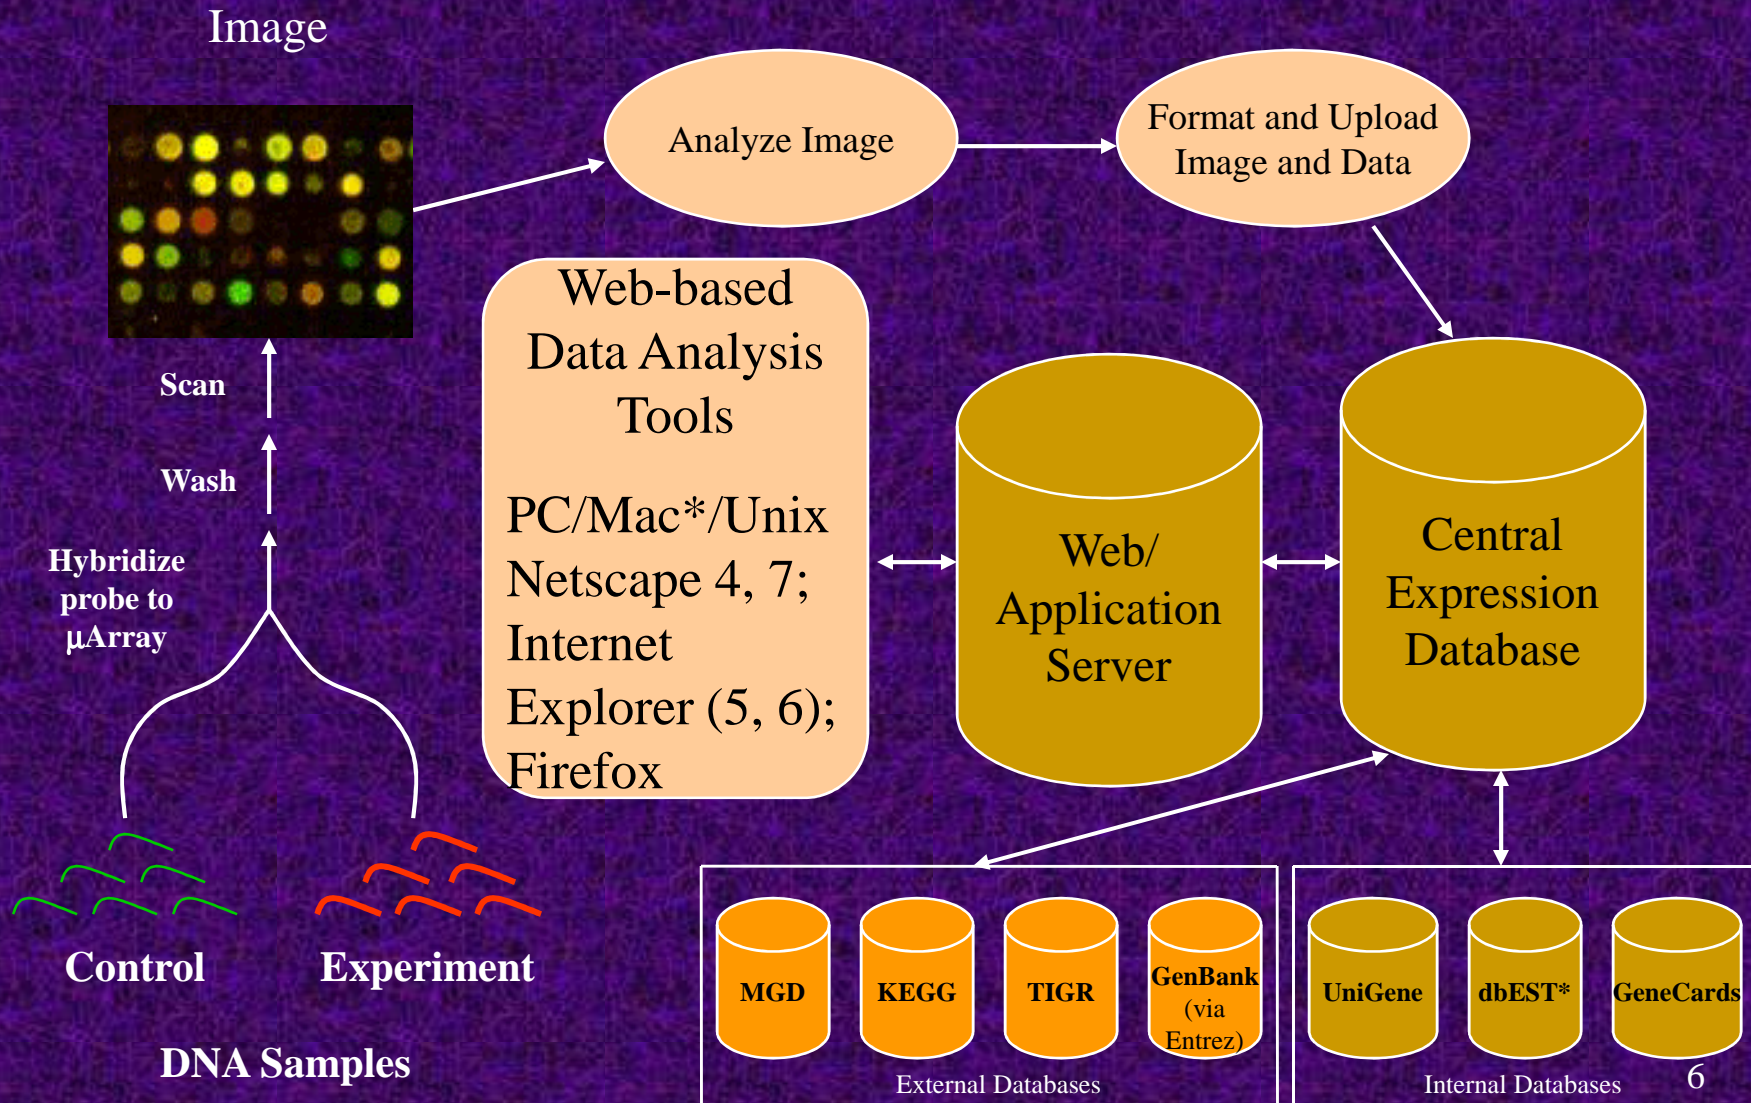 Image
Analyze Image
Format and Upload
Image and Data
Scan
Wash
Hybridize
probe to
µArray
Control
Experiment
DNA Samples
Web-based
Data Analysis
Tools
PC/Mac*/Unix
Netscape 4, 7;
Internet
Explorer (5, 6);
Firefox
Web/
Application
Server
Central
Expression
Database
MGD
KEGG
TIGR
GenBank
(via
Entrez)
External Databases
UniGene
dbEST*
GeneCards
Internal Databases
6